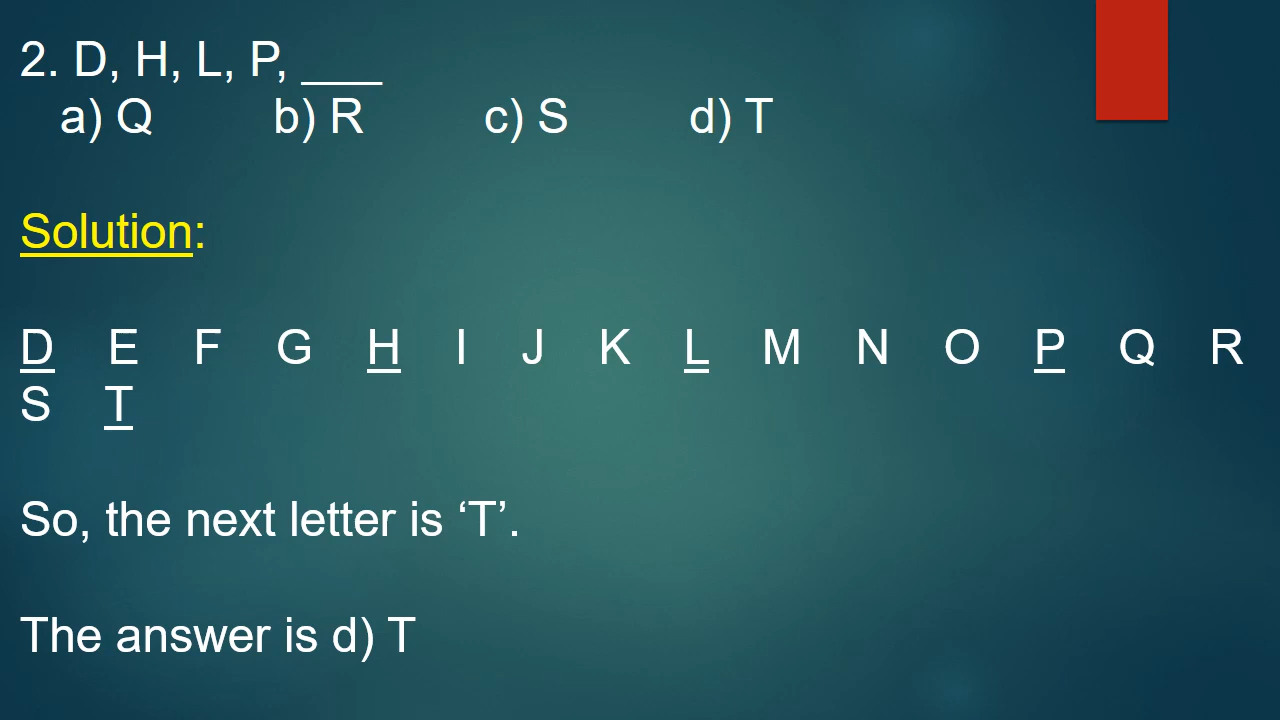 2. D, H, L, P, ___
a) Q b) R c) S d) T
Solution:
D E F G H I J K L M N O P Q R
S T
So, the next letter is ‘T’.
The answer is d) T